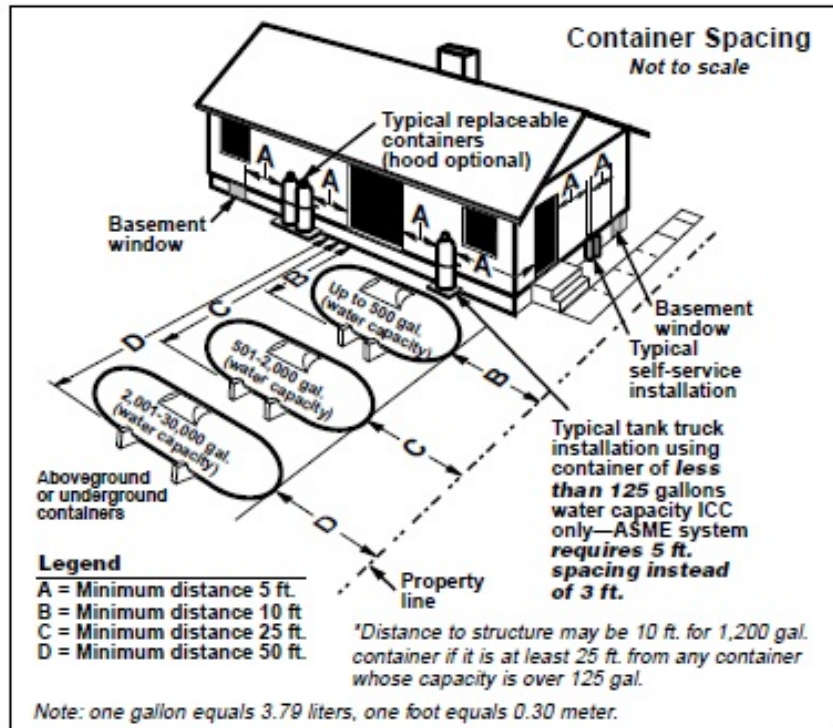 Container Spacing
Not to scale
Typical replaceable
containers
(hood optional)
A
A
A
A
A
A
Basement
window
Basement
window
Typical
self-service
installation
B
C
D
Up to 500 gal.
(water capacity)
501-2,000 gal.
(water capacity)
2,001-30,000 gal.
(water capacity)
B
C
D
Aboveground
or underground
containers
Typical tank truck
installation using
container of less
than 125 gallons
water capacity ICC
only—ASME system
requires 5 ft.
spacing instead
of 3 ft.
Property
line
Legend
A = Minimum distance 5 ft.
B = Minimum distance 10 ft
C = Minimum distance 25 ft.
D = Minimum distance 50 ft.
*Distance to structure may be 10 ft. for 1,200 gal.
container if it is at least 25 ft. from any container
whose capacity is over 125 gal.
Note: one gallon equals 3.79 liters, one foot equals 0.30 meter.